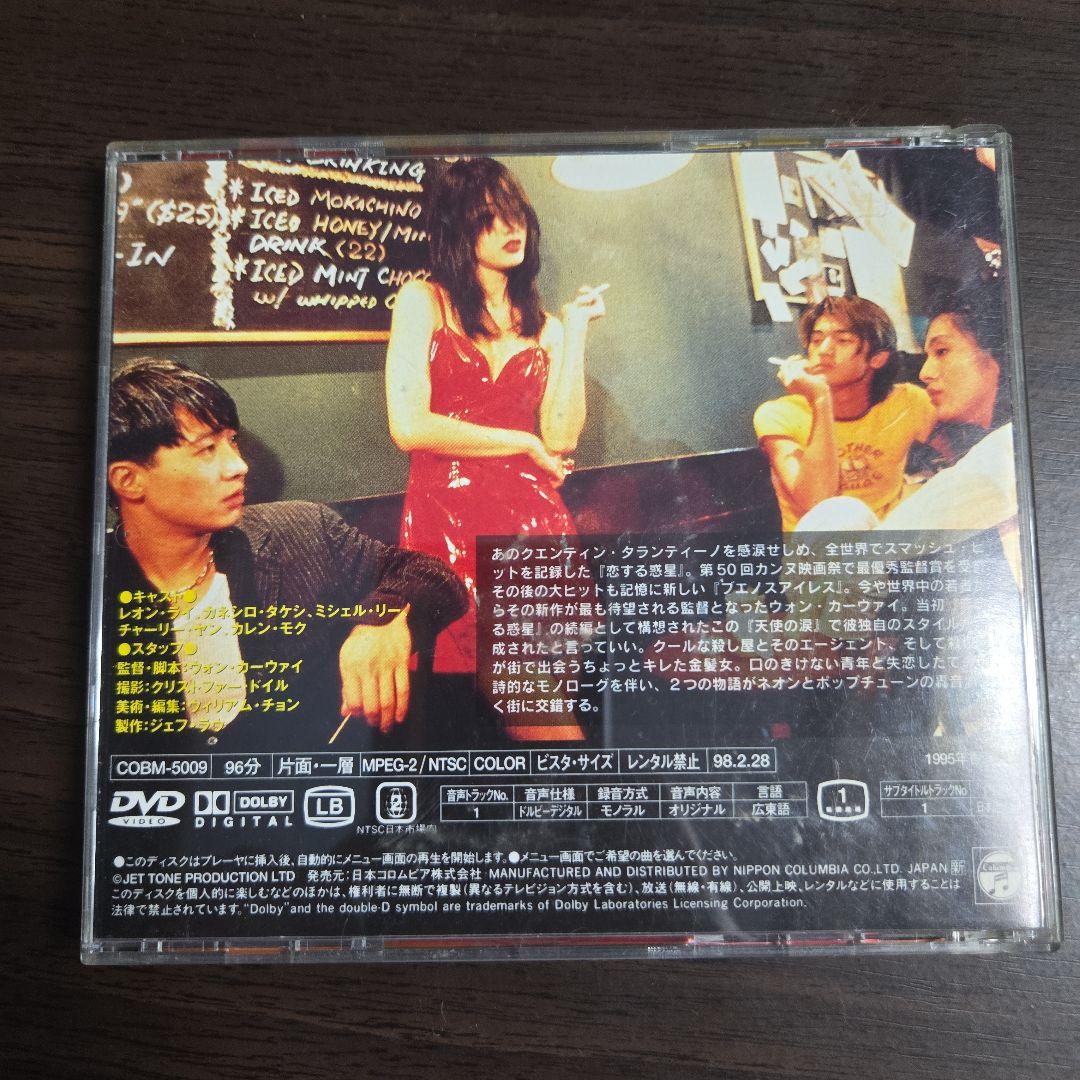 DRINKING
* ICED MOKACHINO
($25)
* ICED HONEY/MIN
-IN
DRINK (22)
* ICED MINT CHOC
w/ WHIPPED C
●キャスト●
レオン・ライ、カネシロ・タケシ、ミシェル・リー
チャーリー・ヤン、カレン・モク
●スタッフ●
監督・脚本：ウォン・カーウァイ
撮影：クリストファー・ドイル
美術・編集：ウィリアム・チョン
製作：ジェフ・ラウ
あのクエンティン・タランティーノを感涙せしめ、全世界でスマッシュ・ヒ
ットを記録した『恋する惑星』。第50回カンヌ映画祭で最優秀監督賞を受
その後の大ヒットも記憶に新しい『ブエノスアイレス』。今や世界中の若者
らその新作が最も待望される監督となったウォン・カーウァイ。当初
る惑星』の続編として構想されたこの『天使の涙』で彼独自のスタイル
成されたと言っていい。クールな殺し屋とそのエージェント、そして
が街で出会うちょっとキレた金髪女。口のきけない青年と失恋した
詩的なモノローグを伴い、2つの物語がネオンとポップチューンの轟音
く街に交錯する。
COBM-5009 96分 片面・一層 MPEG-2/NTSC COLOR ビスタ・サイズ レンタル禁止 98.2.28 1995年
DVD VIDEO DOLBY DIGITAL LB 2 NTSC日本市場向
音声トラックNo. 音声仕様 録音方式 音声内容 言語 1 サブタイトルトラックNo
1 ドルビーデジタル モノラル オリジナル 広東語 1
●このディスクはプレーヤに挿入後、自動的にメニュー画面の再生を開始します。●メニュー画面でご希望の曲を選んでください。
©JET TONE PRODUCTION LTD 発売元:日本コロムビア株式会社 MANUFACTURED AND DISTRIBUTED BY NIPPON COLUMBIA CO.LTD. JAPAN 新
このディスクを個人的に楽しむなどのほかは、権利者に無断で複製(異なるテレビジョン方式を含む)、放送(無線・有線)、公開上映、レンタルなどに使用することは
法律で禁止されています。"Dolby"and the double-D symbol are trademarks of Dolby Laboratories Licensing Corporation.
Columbia